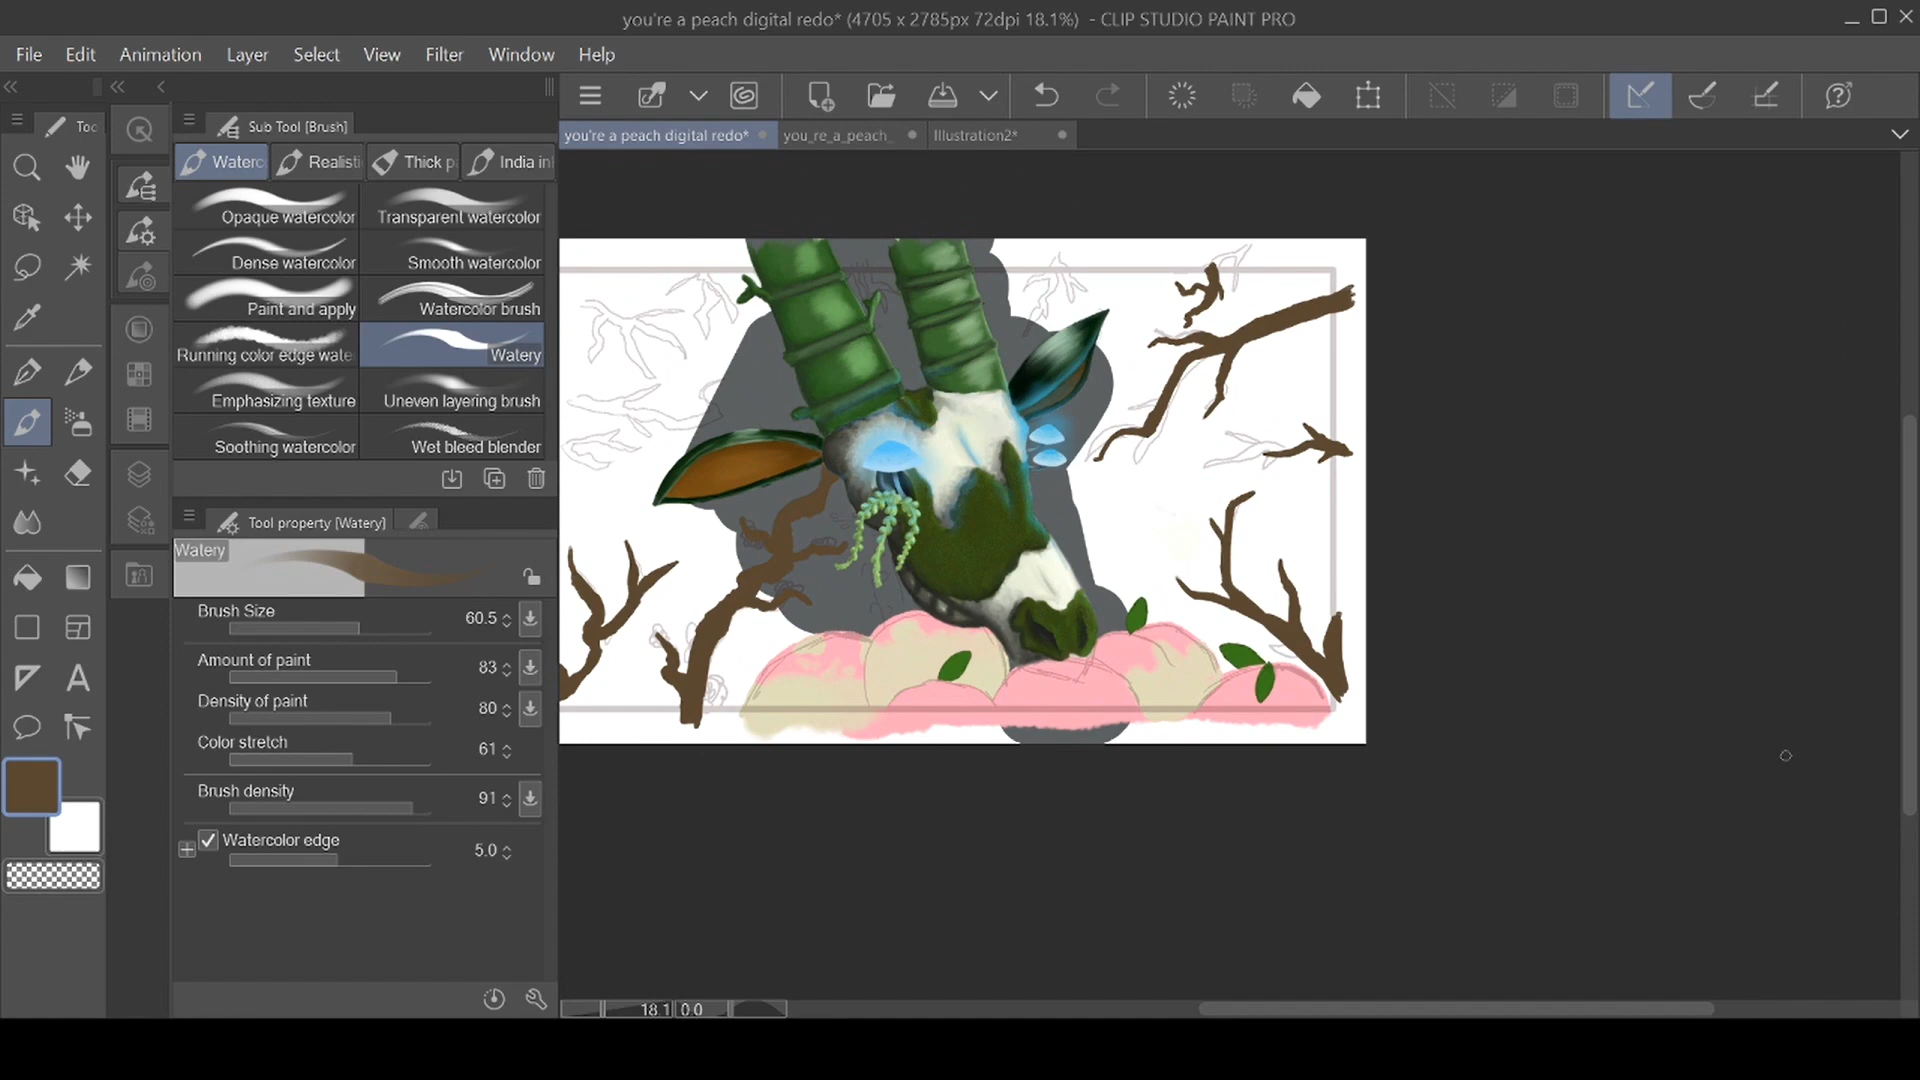 you're a peach digital redo* (4705 x 2785px 72dpi 18.1%)  - CLIP STUDIO PAINT PRO
File Edit Animation Layer Select View Filter Window Help
Toc
Sub Tool [Brush]
you're a peach digital redo* you_re_a_peach_ Illustration2*
Waterc Realisti Thick p India in
Opaque watercolor Transparent watercolor
Dense watercolor Smooth watercolor
Paint and apply Watercolor brush
Running color edge wate Watery
Emphasizing texture Uneven layering brush
Soothing watercolor Wet bleed blender
Tool property [Watery]
Watery
Brush Size 60.5
Amount of paint 83
Density of paint 80
Color stretch 61
Brush density 91
Watercolor edge 5.0
18.1 0.0